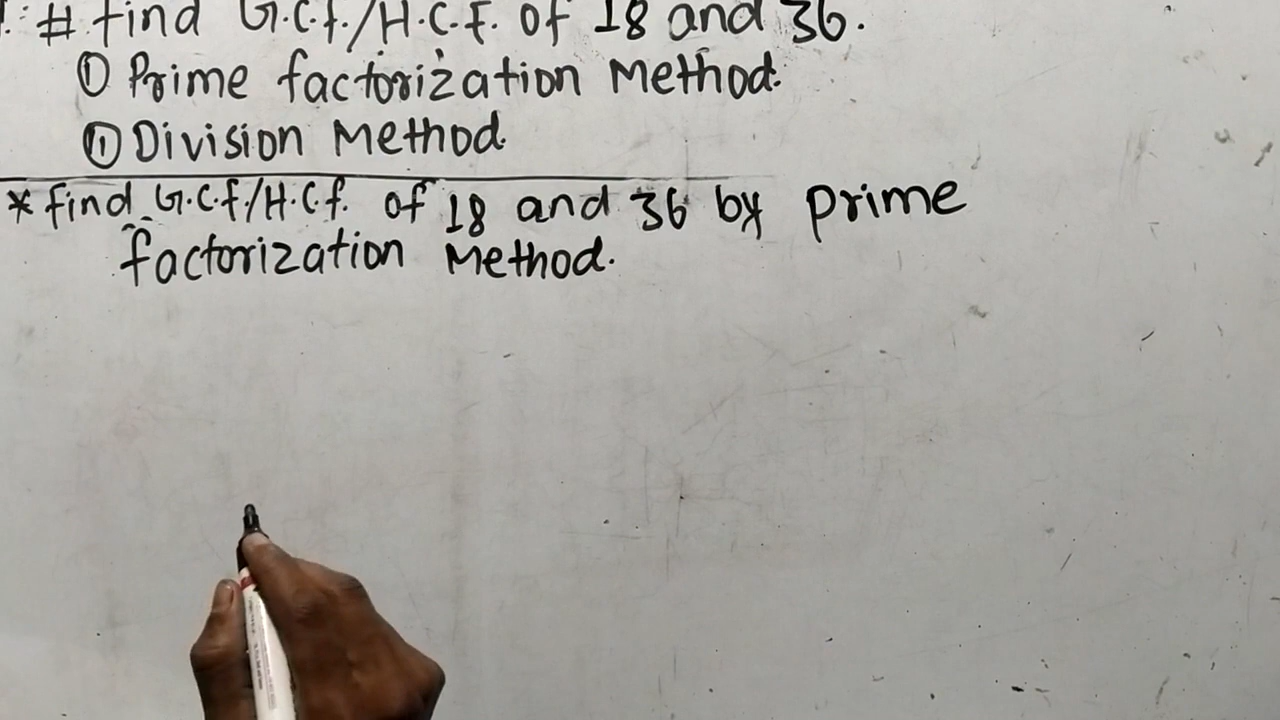 # find G.C.f./H.C.F. of 18 and 36.
① Prime factorization Method.
⑪ Division Method.
* find G.C.f/H.C.f. of 18 and 36 by prime
factorization Method.